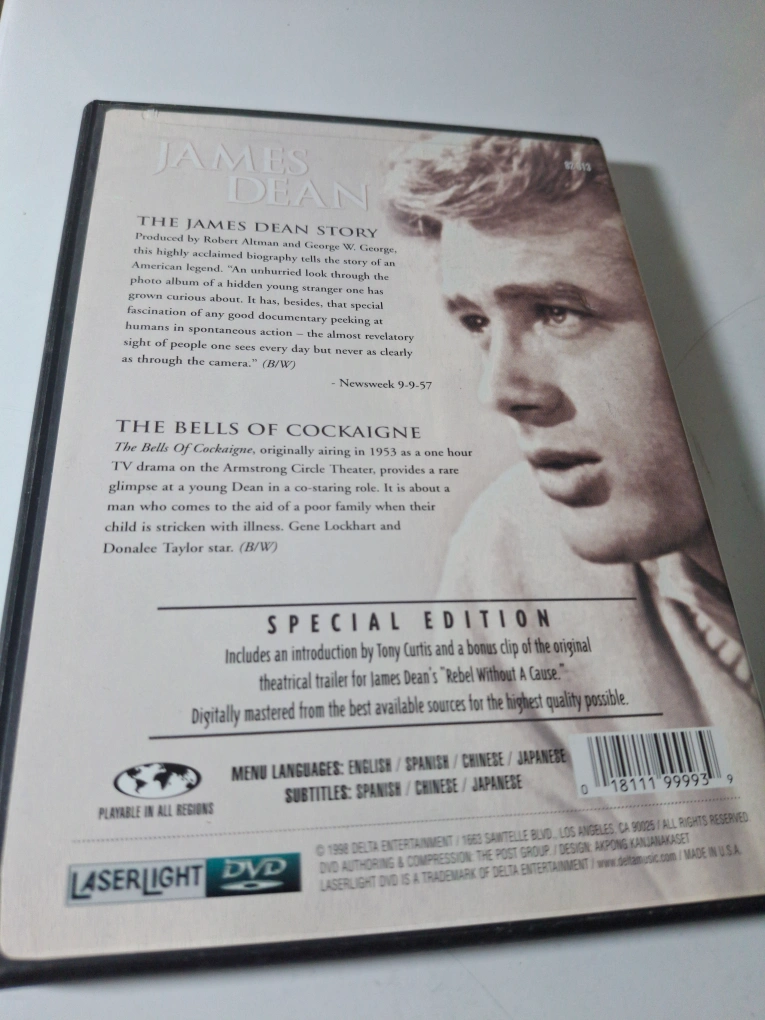 JAMES
DEAN
THE JAMES DEAN STORY
Produced by Robert Altman and George W. George,
this highly acclaimed biography tells the story of an
American legend. "An unhurried look through the
photo album of a hidden young stranger one has
grown curious about. It has, besides, that special
fascination of any good documentary peeking at
humans in spontaneous action – the almost revelatory
sight of people one sees every day but never as clearly
as through the camera." (B/W)
- Newsweek 9-9-57
THE BELLS OF COCKAIGNE
The Bells Of Cockaigne, originally airing in 1953 as a one hour
TV drama on the Armstrong Circle Theater, provides a rare
glimpse at a young Dean in a co-staring role. It is about a
man who comes to the aid of a poor family when their
child is stricken with illness. Gene Lockhart and
Donalee Taylor star. (B/W)
SPECIAL EDITION
Includes an introduction by Tony Curtis and a bonus clip of the original
theatrical trailer for James Dean's "Rebel Without A Cause."
Digitally mastered from the best available sources for the highest quality possible.
PLAYABLE IN ALL REGIONS
MENU LANGUAGES: ENGLISH / SPANISH / CHINESE / JAPANESE
SUBTITLES: SPANISH / CHINESE / JAPANESE
0 18111 99993 9
LASERLIGHT DVD
© 1998 DELTA ENTERTAINMENT / 1663 SAWTELLE BLVD., LOS ANGELES, CA 90025 / ALL RIGHTS RESERVED
DVD AUTHORING & COMPRESSION: THE POST GROUP / DESIGN: AKPONG KANJANAKASET
LASERLIGHT DVD IS A TRADEMARK OF DELTA ENTERTAINMENT / www.deltamusic.com / MADE IN U.S.A.